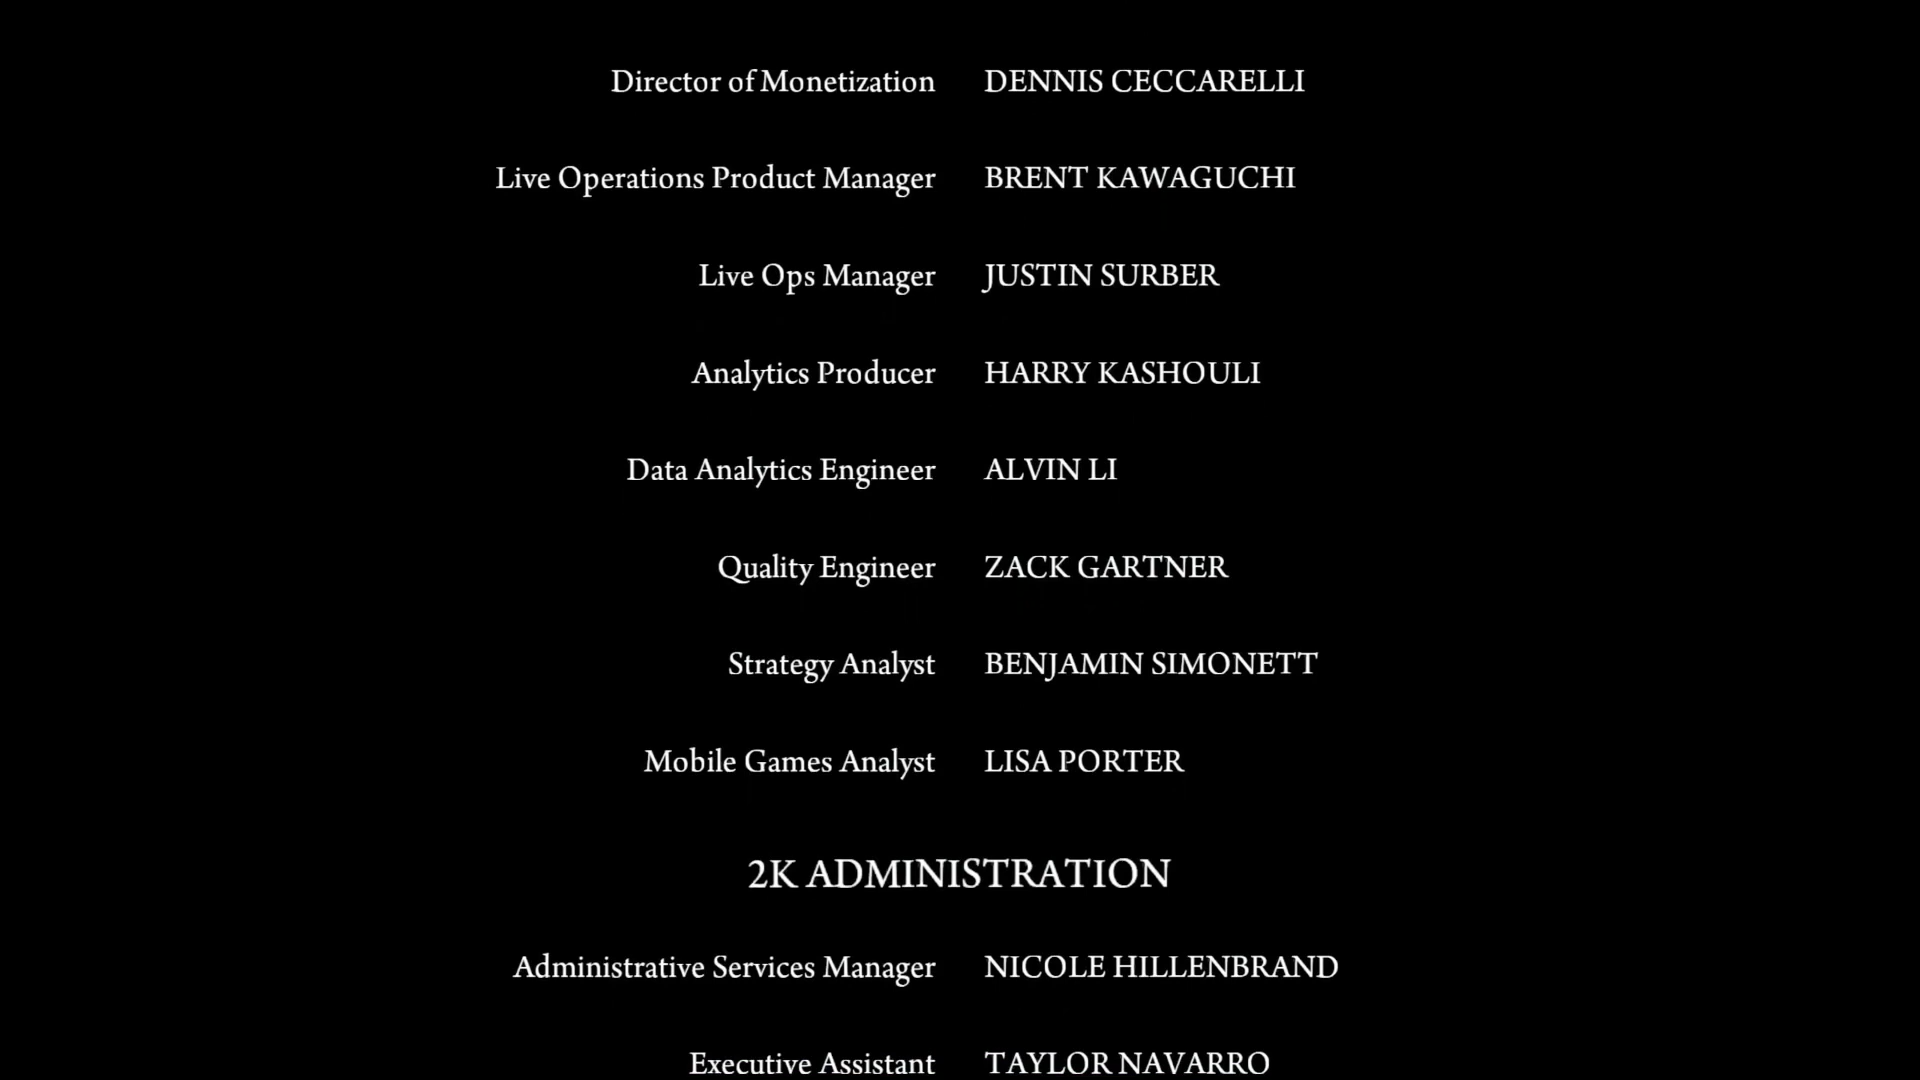 Director of Monetization DENNIS CECCARELLI
Live Operations Product Manager BRENT KAWAGUCHI
Live Ops Manager JUSTIN SURBER
Analytics Producer HARRY KASHOULI
Data Analytics Engineer ALVIN LI
Quality Engineer ZACK GARTNER
Strategy Analyst BENJAMIN SIMONETT
Mobile Games Analyst LISA PORTER
2K ADMINISTRATION
Administrative Services Manager NICOLE HILLENBRAND
Executive Assistant TAYLOR NAVARRO